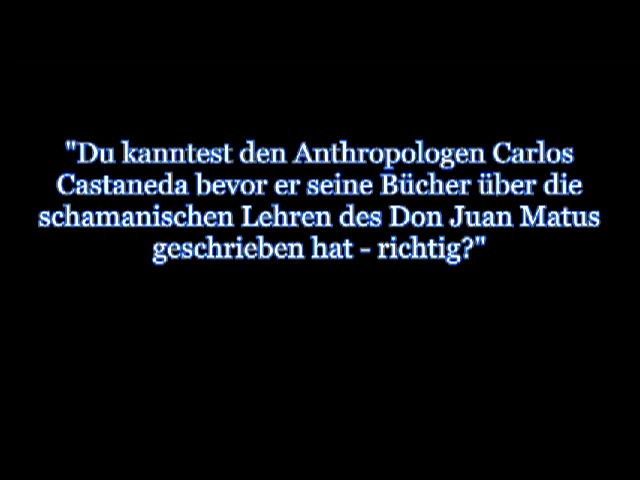 "Du kanntest den Anthropologen Carlos
Castaneda bevor er seine Bücher über die
schamanischen Lehren des Don Juan Matus
geschrieben hat - richtig?"